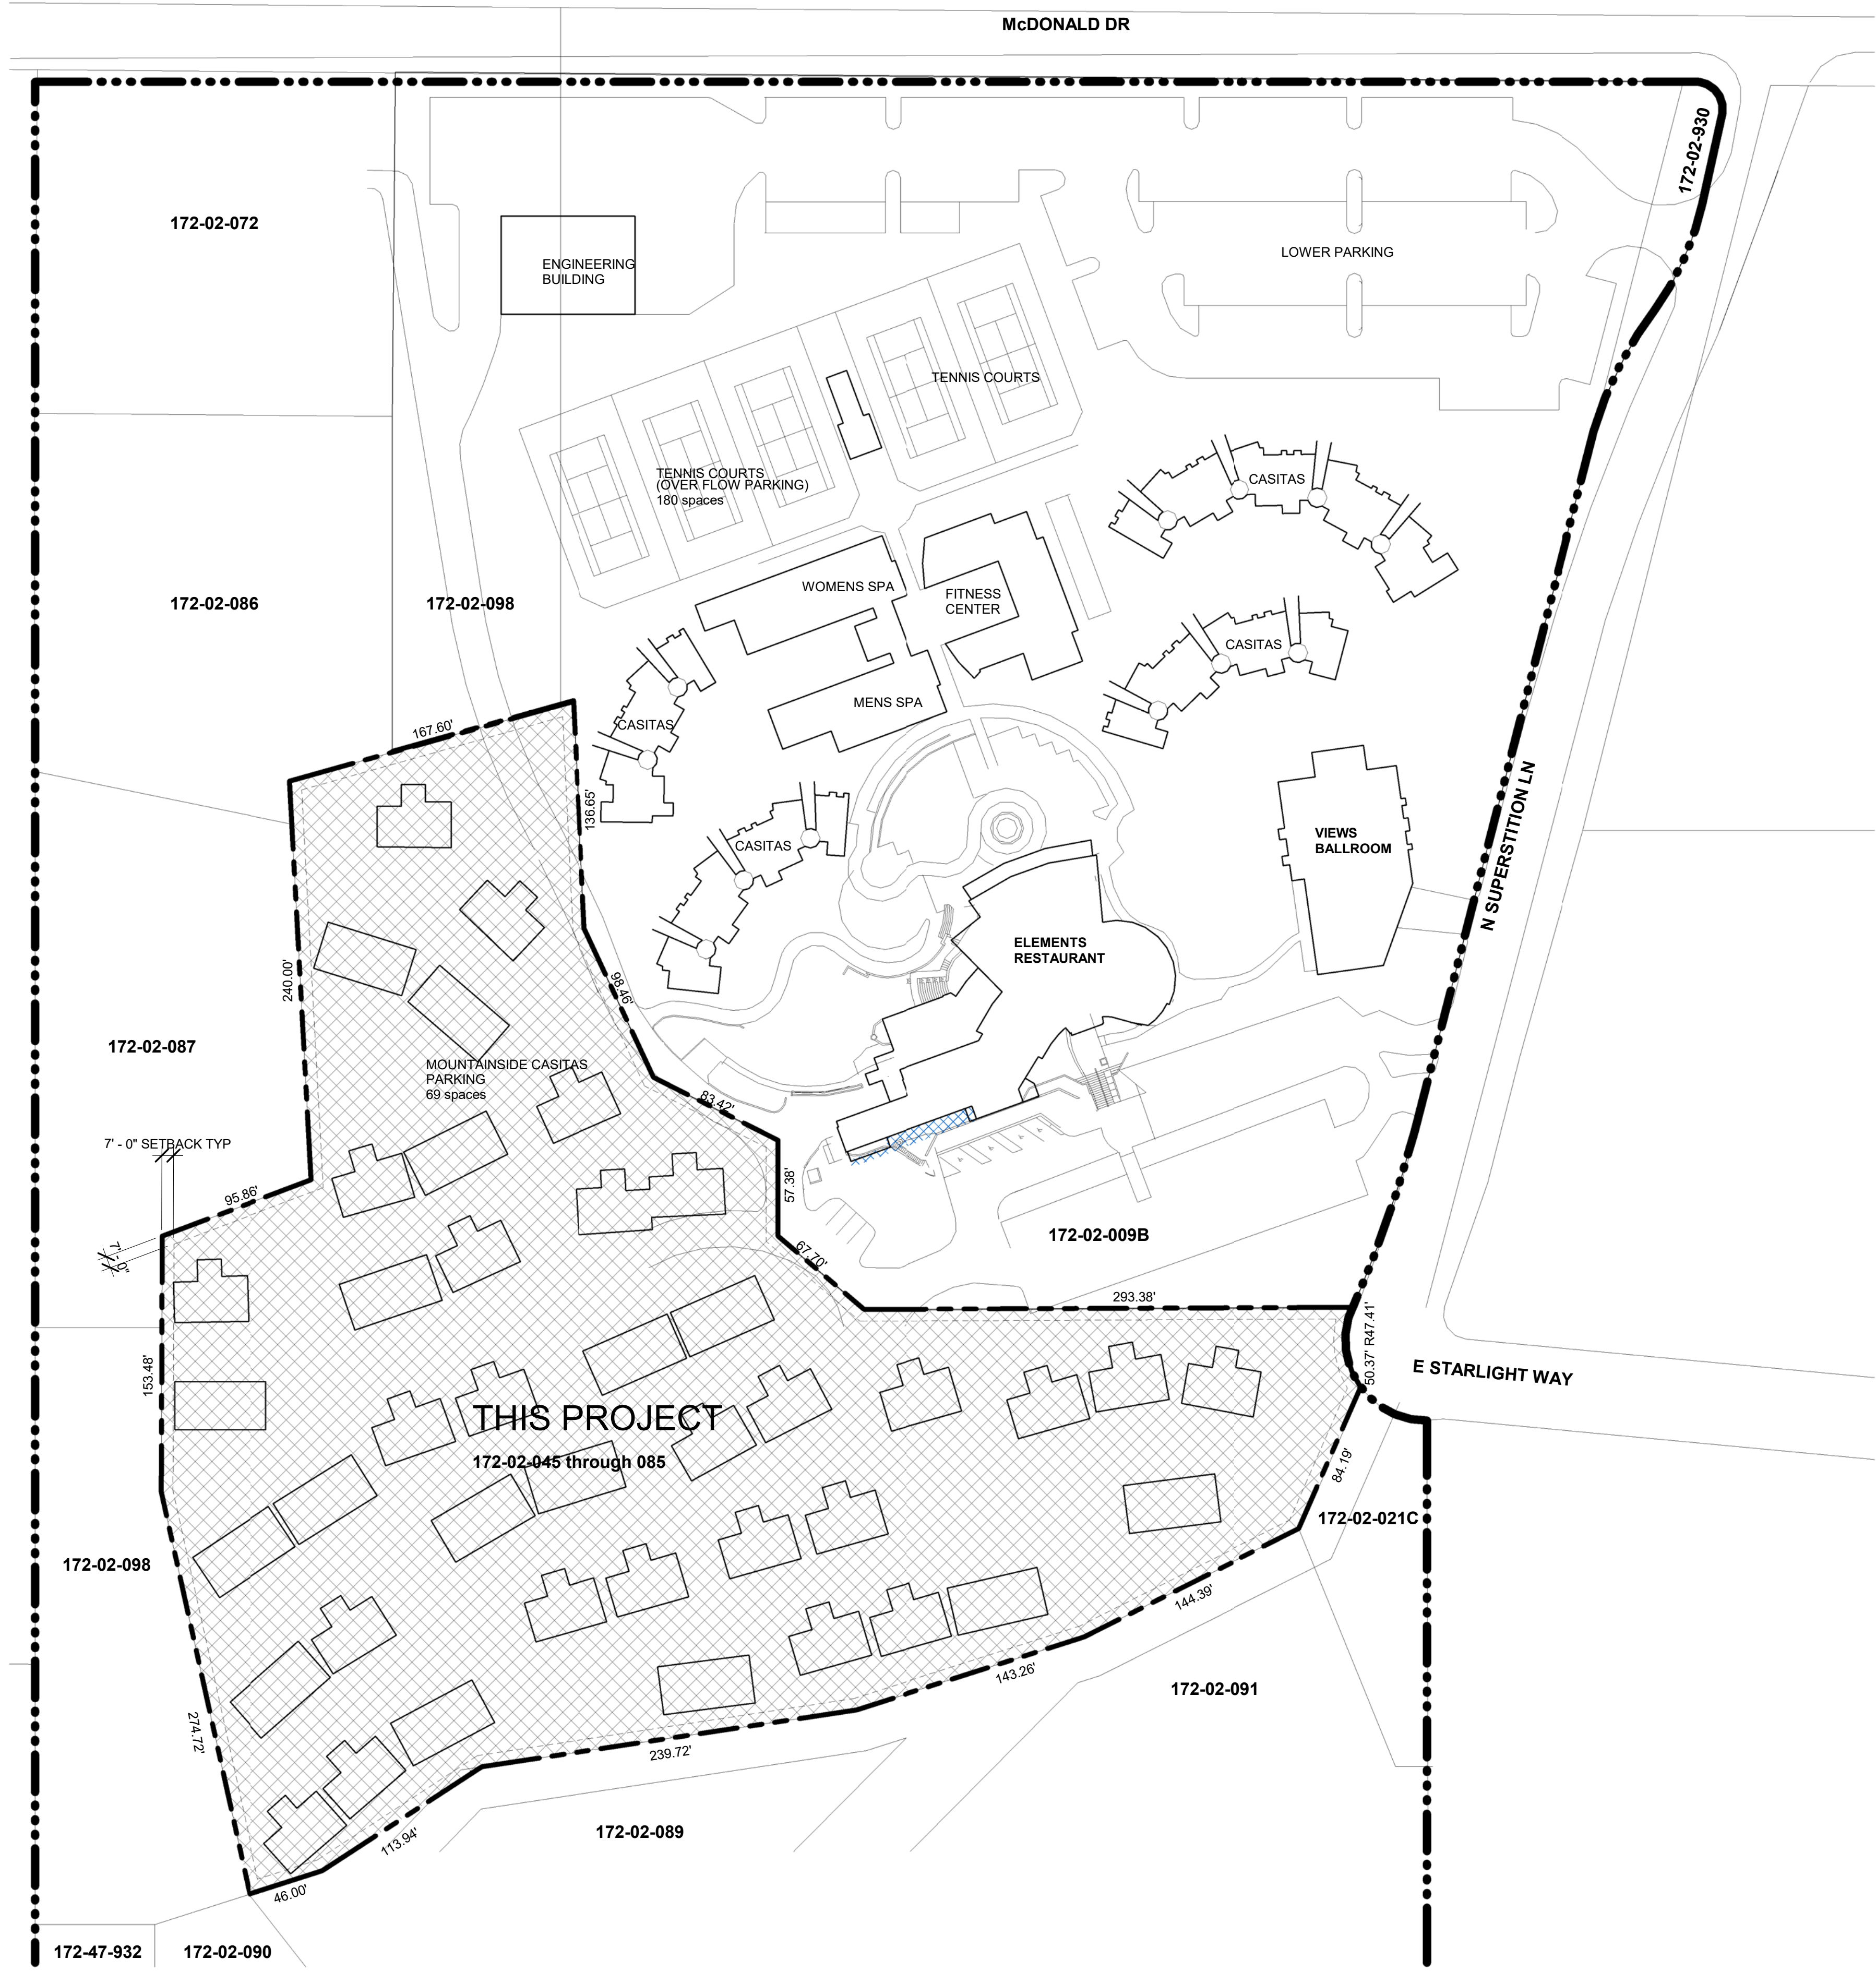 McDONALD DR
172-02-930
172-02-072
ENGINEERING
BUILDING
LOWER PARKING
TENNIS COURTS
TENNIS COURTS
(OVER FLOW PARKING)
180 spaces
CASITAS
172-02-086
172-02-098
WOMENS SPA
FITNESS
CENTER
CASITAS
MENS SPA
CASITAS
167.60'
136.65'
CASITAS
VIEWS
BALLROOM
N SUPERSTITION LN
ELEMENTS
RESTAURANT
240.00'
98.46'
172-02-087
MOUNTAINSIDE CASITAS
PARKING
69 spaces
83.42'
7' - 0" SETBACK TYP
95.86'
57.38'
7' - 0"
67.70'
172-02-009B
293.38'
50.37' R47.41'
E STARLIGHT WAY
153.48'
THIS PROJECT
172-02-045 through 085
84.19'
172-02-021C
172-02-098
144.39'
143.26'
172-02-091
274.72'
239.72'
113.94'
172-02-089
46.00'
172-47-932
172-02-090